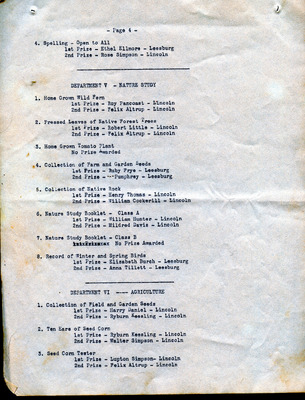 - Page 4 -
4. Spelling - Open to All
1st Prize - Ethel Ellmore - Leesburg
2nd Prize - Rose Simpson - Lincoln
DEPARTMENT V - NATURE STUDY
1. Home Grown Wild Fern
1st Prize - Roy Pancoast - Lincoln
2nd Prize - Felix Altrup - Lincoln
2. Pressed Leaves of Native Forest Trees
1st Prize - Robert Little - Lincoln
2nd Prize - Felix Altrup - Lincoln
3. Home Grown Tomato Plant
No Prize Awarded
4. Collection of Farm and Garden Seeds
1st Prize - Ruby Frye - Leesburg
2nd Prize - Pumphrey - Leesburg
5. Collection of Native Rock
1st Prize - Henry Thomas - Lincoln
2nd Prize - William Cockerill - Lincoln
6. Nature Study Booklet - Class A
1st Prize - William Hunter - Lincoln
2nd Prize - Mildred Davis - Lincoln
7. Nature Study Booklet - Class B
No Prize Awarded
8. Record of Winter and Spring Birds
1st Prize - Elizabeth Burch - Leesburg
2nd Prize - Anna Tillett - Leesburg
DEPARTMENT VI --- AGRICULTURE
1. Collection of Field and Garden Seeds
1st Prize - Harry Daniel - Lincoln
2nd Prize - Ryburn Kessling - Lincoln
2. Ten Ears of Seed Corn
1st Prize - Ryburn Kessling - Lincoln
2nd Prize - Walter Simpson - Lincoln
3. Seed Corn Tester
1st Prize - Lupton Simpson - Lincoln
2nd Prize - Felix Altrup - Lincoln